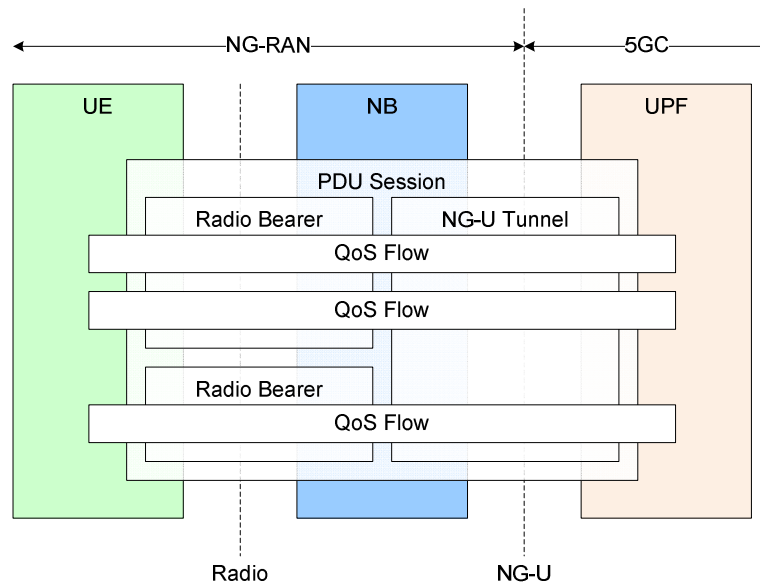 NG-RAN
5GC
UE
NB
UPF
PDU Session
Radio Bearer
NG-U Tunnel
QoS Flow
QoS Flow
Radio Bearer
QoS Flow
Radio
NG-U